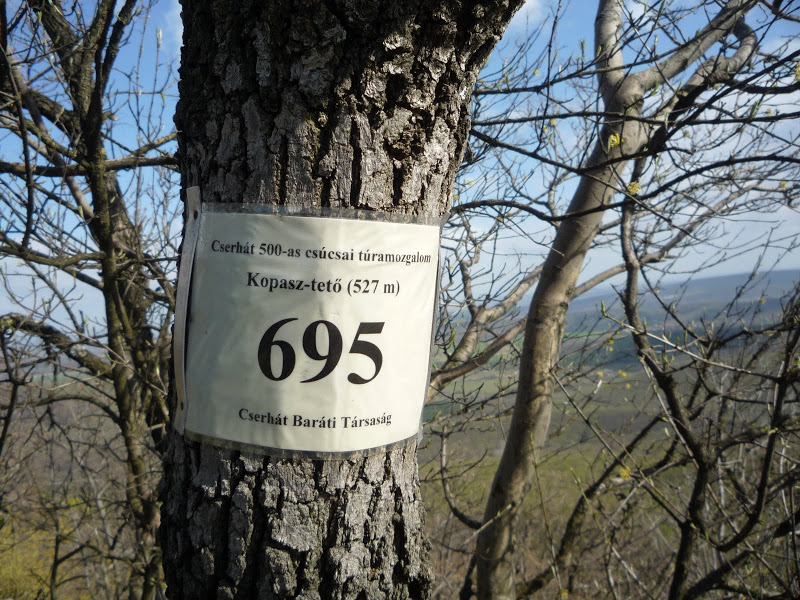 Cserhát 500-as csúcsai túramozgalom
Kopasz-tető (527 m)
695
Cserhát Baráti Társaság